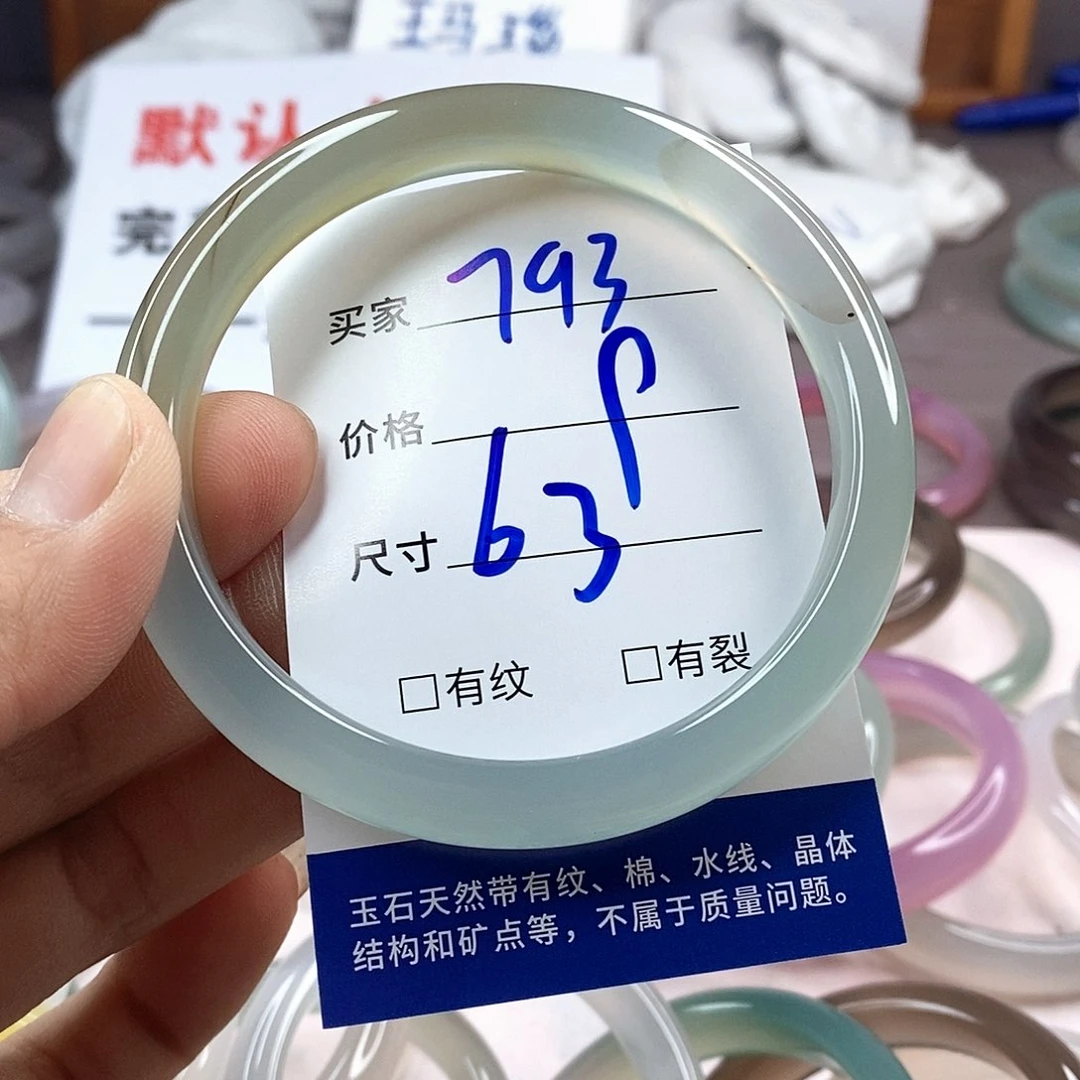 玛瑙
默认
买家 793
价格 P
尺寸 63
□有纹 □有裂
玉石天然带有纹、棉、水线、晶体
结构和矿点等，不属于质量问题。